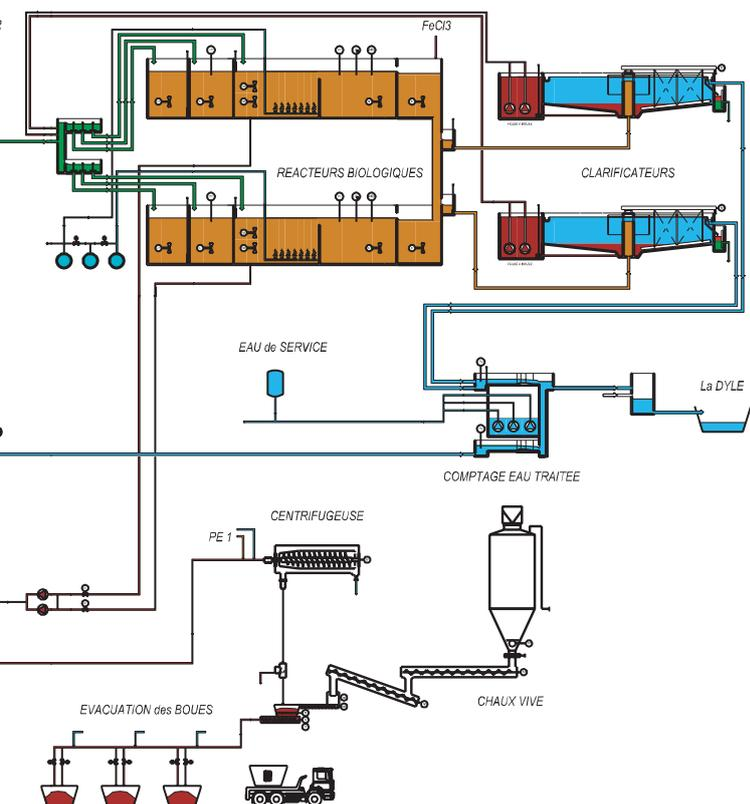 FeCl3
REACTEURS BIOLOGIQUES
CLARIFICATEURS
EAU de SERVICE
La DYLE
COMPTAGE EAU TRAITEE
CENTRIFUGEUSE
PE 1
CHAUX VIVE
EVACUATION des BOUES